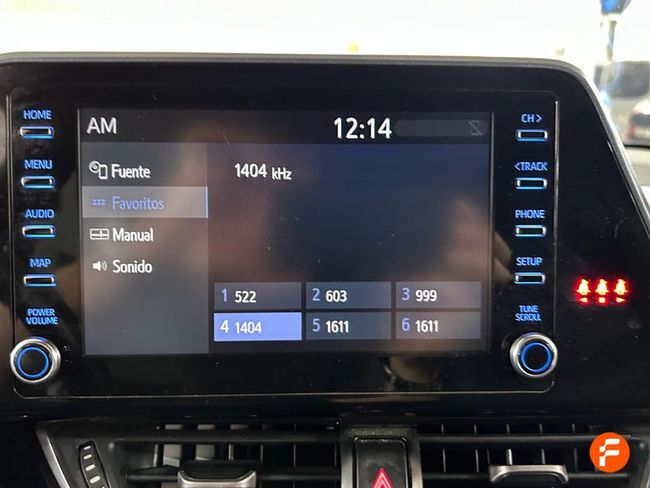 AM
12:14
HOME
MENU
AUDIO
MAP
POWER
VOLUME
Fuente
Favoritos
Manual
Sonido
1404 kHz
1 522
2 603
3 999
4 1404
5 1611
6 1611
CH >
< TRACK
PHONE
SETUP
TUNE
SCROLL